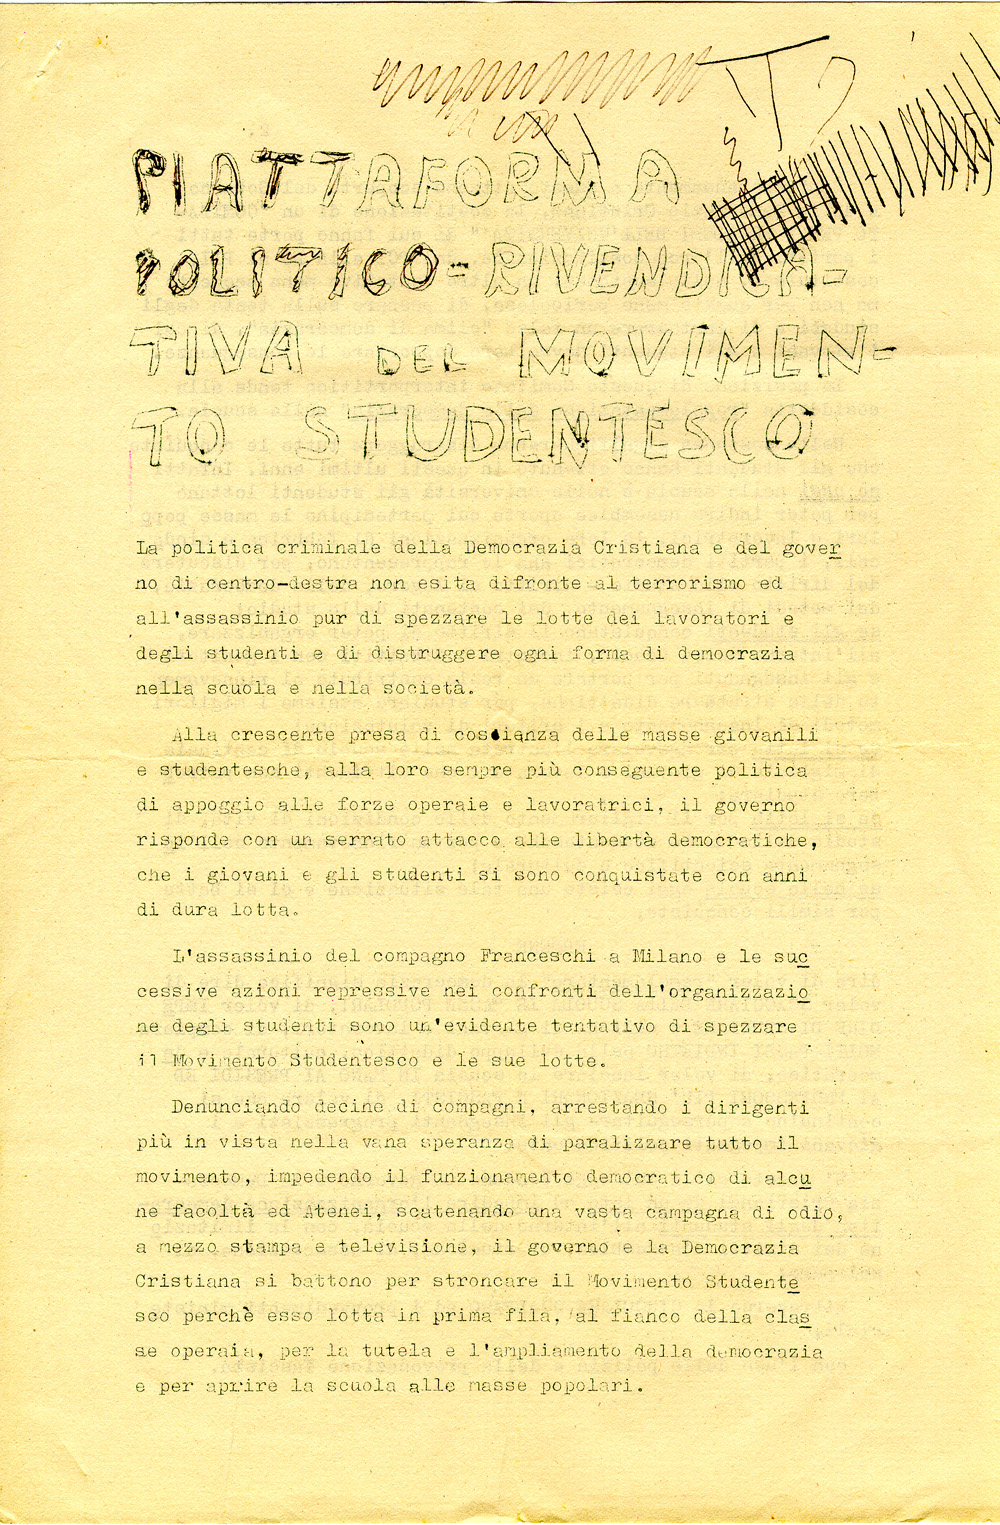 PIATTAFORMA
POLITICO-RIVENDICA-
TIVA DEL MOVIMEN-
TO STUDENTESCO
La politica criminale della Democrazia Cristiana e del gover
no di centro-destra non esita difronte al terrorismo ed
all'assassinio pur di spezzare le lotte dei lavoratori e
degli studenti e di distruggere ogni forma di democrazia
nella scuola e nella società.
Alla crescente presa di coscienza delle masse giovanili
e studentesche, alla loro sempre più conseguente politica
di appoggio alle forze operaie e lavoratrici, il governo
risponde con un serrato attacco alle libertà democratiche,
che i giovani e gli studenti si sono conquistate con anni
di dura lotta.
L'assassinio del compagno Franceschi a Milano e le suc
cessive azioni repressive nei confronti dell'organizzazio
ne degli studenti sono un'evidente tentativo di spezzare
il Movimento Studentesco e le sue lotte.
Denunciando decine di compagni, arrestando i dirigenti
più in vista nella vana speranza di paralizzare tutto il
movimento, impedendo il funzionamento democratico di alcu
ne facoltà ed Atenei, scatenando una vasta campagna di odio,
a mezzo stampa e televisione, il governo e la Democrazia
Cristiana si battono per stroncare il Movimento Studente
sco perchè esso lotta in prima fila, al fianco della clas
se operaia, per la tutela e l'ampliamento della democrazia
e per aprire la scuola alle masse popolari.